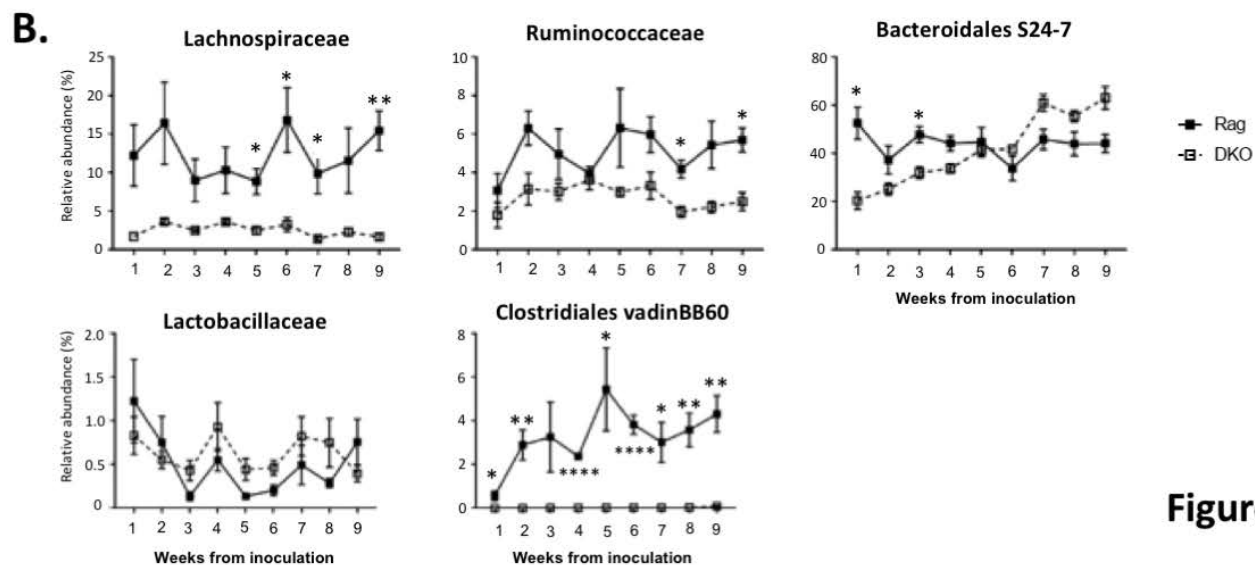 B.
Lachnospiraceae
Relative abundance (%)
25
20
15
10
5
0
*
*
*
**
1 2 3 4 5 6 7 8 9
Ruminococcaceae
10
8
6
4
2
0
*
*
1 2 3 4 5 6 7 8 9
Bacteroidales S24-7
80
60
40
20
0
*
*
1 2 3 4 5 6 7 8 9
Weeks from inoculation
Rag
DKO
Lactobacillaceae
Relative abundance (%)
2.0
1.5
1.0
0.5
0
1 2 3 4 5 6 7 8 9
Weeks from inoculation
Clostridiales vadinBB60
8
6
4
2
0
*
**
****
*
****
*
**
**
1 2 3 4 5 6 7 8 9
Weeks from inoculation